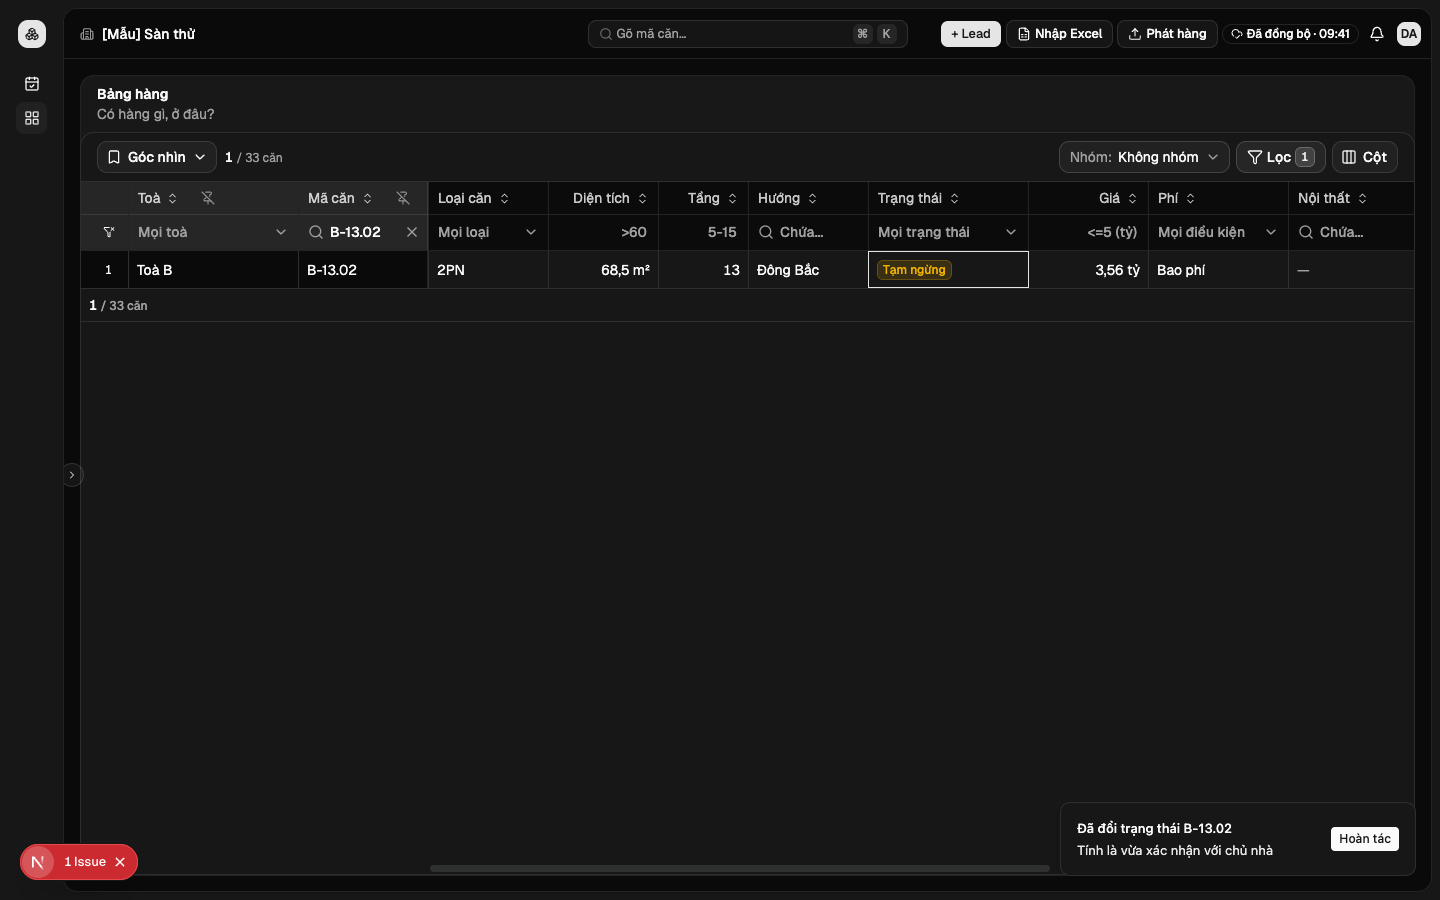 [Mẫu] Sàn thử
Gõ mã căn...
⌘ K
+ Lead
Nhập Excel
Phát hàng
Đã đồng bộ · 09:41
DA
Bảng hàng
Có hàng gì, ở đâu?
Góc nhìn
1 / 33 căn
Nhóm: Không nhóm
Lọc 1
Cột
Toà Mã căn Loại căn Diện tích Tầng Hướng Trạng thái Giá Phí Nội thất
Mọi toà B-13.02 Mọi loại >60 5-15 Chứa... Mọi trạng thái <=5 (tỷ) Mọi điều kiện Chứa...
1 Toà B B-13.02 2PN 68,5 m² 13 Đông Bắc Tạm ngừng 3,56 tỷ Bao phí —
1 / 33 căn
Đã đổi trạng thái B-13.02
Tính là vừa xác nhận với chủ nhà
Hoàn tác
N 1 Issue